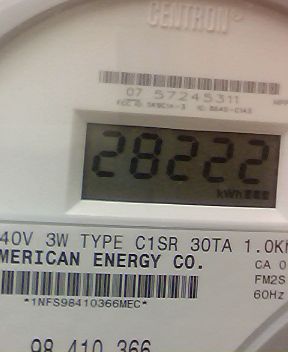 CENTRON®
07 57245311
28222
kWh
40V 3W TYPE C1SR 30TA 1.0K
MERICAN ENERGY CO.
CA 0
FM2S
60Hz
*1NFS98410366MEC*
98 410 366